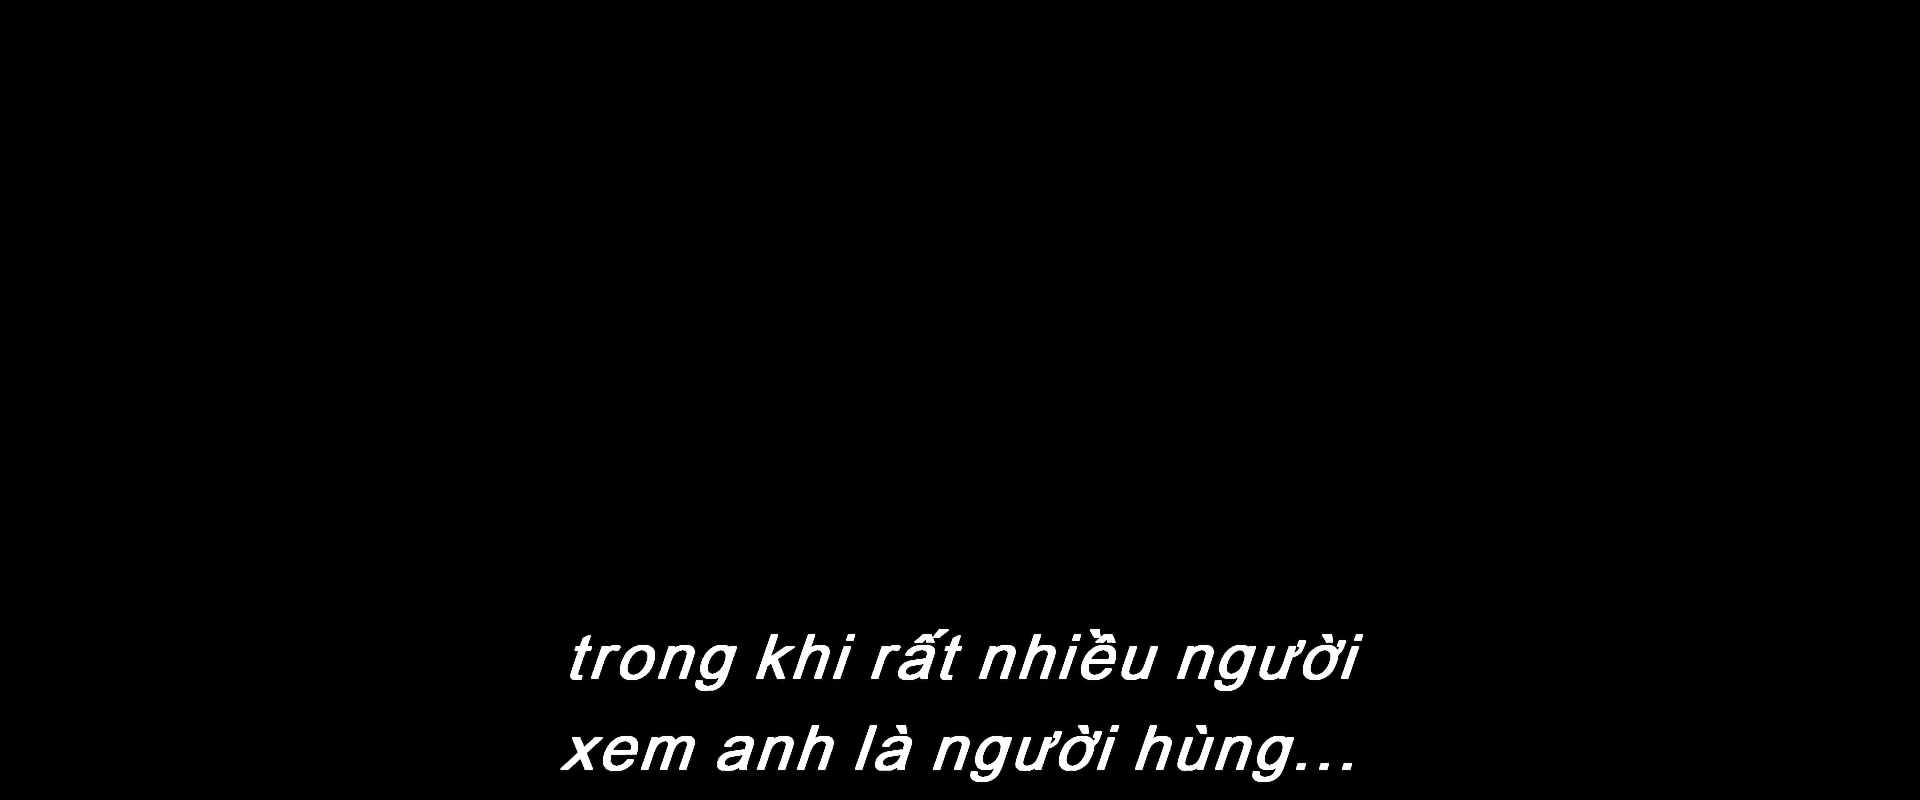 trong khi rất nhiều người
xem anh là người hùng...